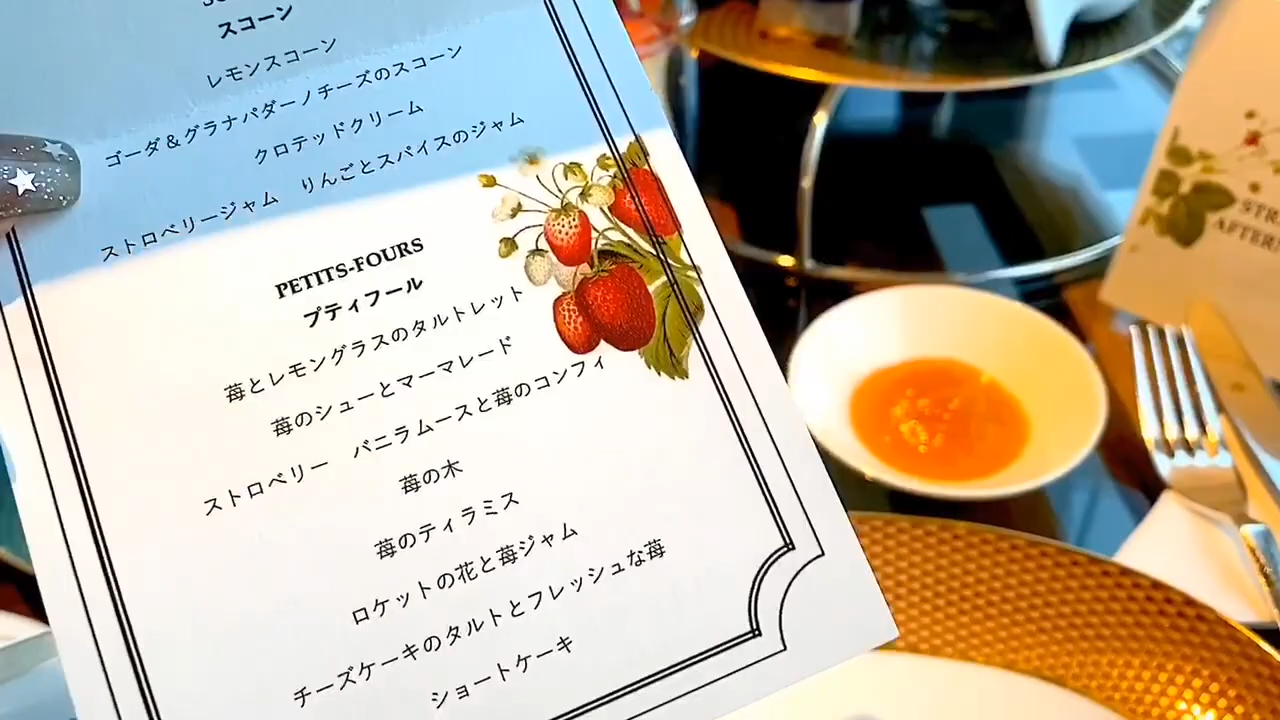 スコーン
レモンスコーン
ゴーダ＆グラナパダーノチーズのスコーン
クロテッドクリーム
ストロベリージャム　りんごとスパイスのジャム
PETITS-FOURS
プティフール
苺とレモングラスのタルトレット
苺のシューとマーマレード
ストロベリー　バニラムースと苺のコンフィ
苺の木
苺のティラミス
ロケットの花と苺ジャム
チーズケーキのタルトとフレッシュな苺
ショートケーキ